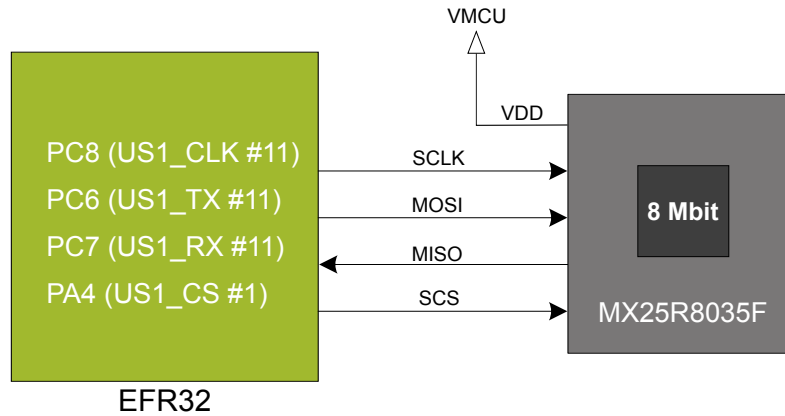 VMCU
VDD
PC8 (US1_CLK #11)
SCLK
PC6 (US1_TX #11)
MOSI
8 Mbit
PC7 (US1_RX #11)
MISO
PA4 (US1_CS #1)
SCS
MX25R8035F
EFR32